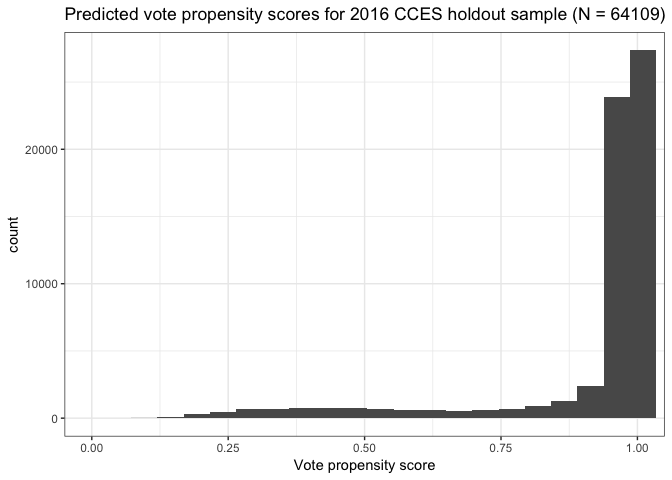 Predicted vote propensity scores for 2016 CCES holdout sample (N = 64109)
count
20000
10000
0
0.00 0.25 0.50 0.75 1.00
Vote propensity score